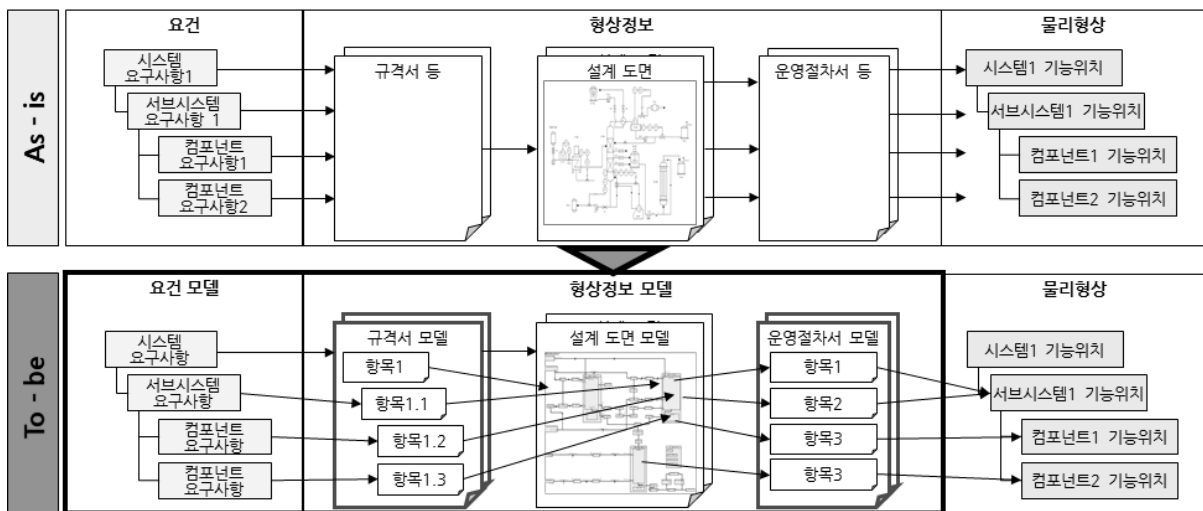 As - is
요건
시스템
요구사항1
서브시스템
요구사항 1
컴포넌트
요구사항1
컴포넌트
요구사항2
형상정보
규격서 등
설계 도면
운영절차서 등
물리형상
시스템1 기능위치
서브시스템1 기능위치
컴포넌트1 기능위치
컴포넌트2 기능위치
To - be
요건 모델
시스템
요구사항
서브시스템
요구사항
컴포넌트
요구사항
컴포넌트
요구사항
형상정보 모델
규격서 모델
항목1
항목1.1
항목1.2
항목1.3
설계 도면 모델
운영절차서 모델
항목1
항목2
항목3
항목3
물리형상
시스템1 기능위치
서브시스템1 기능위치
컴포넌트1 기능위치
컴포넌트2 기능위치